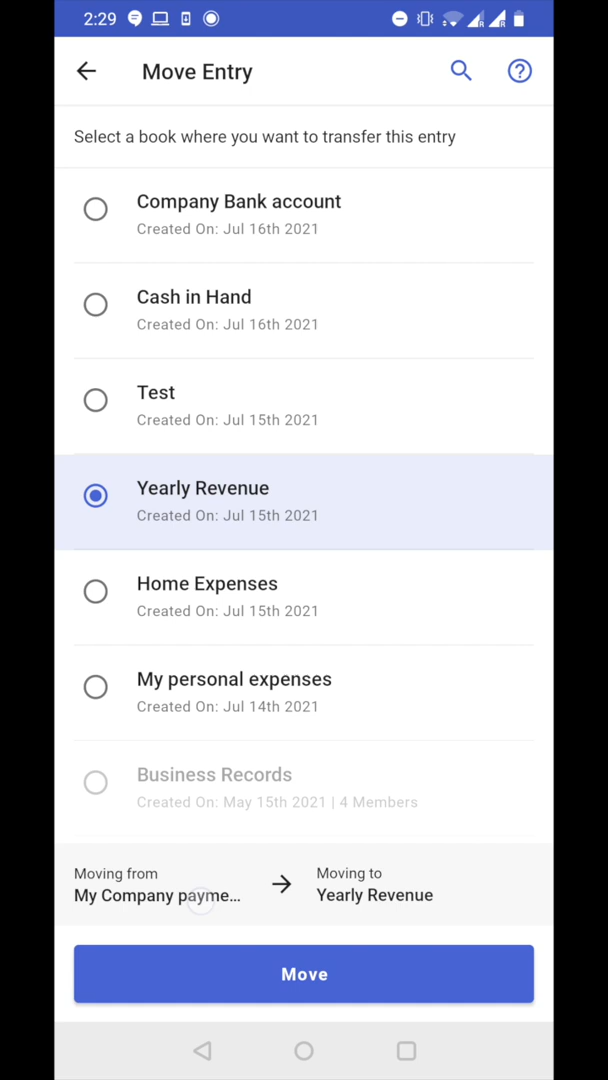 2:29
Move Entry
Select a book where you want to transfer this entry
Company Bank account
Created On: Jul 16th 2021
Cash in Hand
Created On: Jul 16th 2021
Test
Created On: Jul 15th 2021
Yearly Revenue
Created On: Jul 15th 2021
Home Expenses
Created On: Jul 15th 2021
My personal expenses
Created On: Jul 14th 2021
Business Records
Created On: May 15th 2021 | 4 Members
Moving from
My Company payme...
Moving to
Yearly Revenue
Move